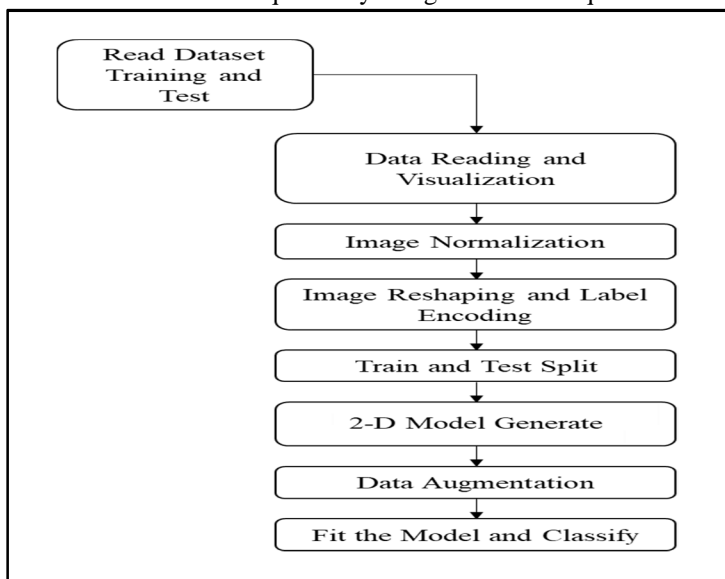 Read Dataset
Training and
Test
Data Reading and
Visualization
Image Normalization
Image Reshaping and Label
Encoding
Train and Test Split
2-D Model Generate
Data Augmentation
Fit the Model and Classify